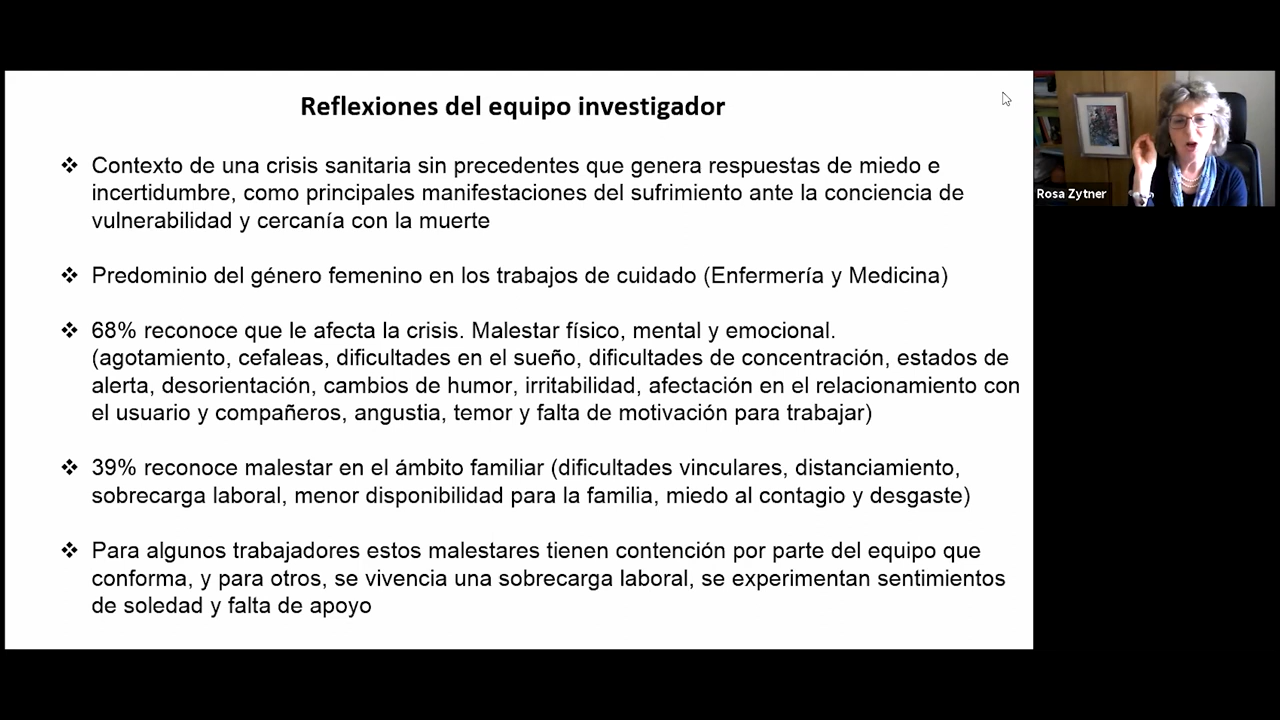 Reflexiones del equipo investigador
❖ Contexto de una crisis sanitaria sin precedentes que genera respuestas de miedo e
incertidumbre, como principales manifestaciones del sufrimiento ante la conciencia de
vulnerabilidad y cercanía con la muerte
❖ Predominio del género femenino en los trabajos de cuidado (Enfermería y Medicina)
❖ 68% reconoce que le afecta la crisis. Malestar físico, mental y emocional.
(agotamiento, cefaleas, dificultades en el sueño, dificultades de concentración, estados de
alerta, desorientación, cambios de humor, irritabilidad, afectación en el relacionamiento con
el usuario y compañeros, angustia, temor y falta de motivación para trabajar)
❖ 39% reconoce malestar en el ámbito familiar (dificultades vinculares, distanciamiento,
sobrecarga laboral, menor disponibilidad para la familia, miedo al contagio y desgaste)
❖ Para algunos trabajadores estos malestares tienen contención por parte del equipo que
conforma, y para otros, se vivencia una sobrecarga laboral, se experimentan sentimientos
de soledad y falta de apoyo
Rosa Zytner